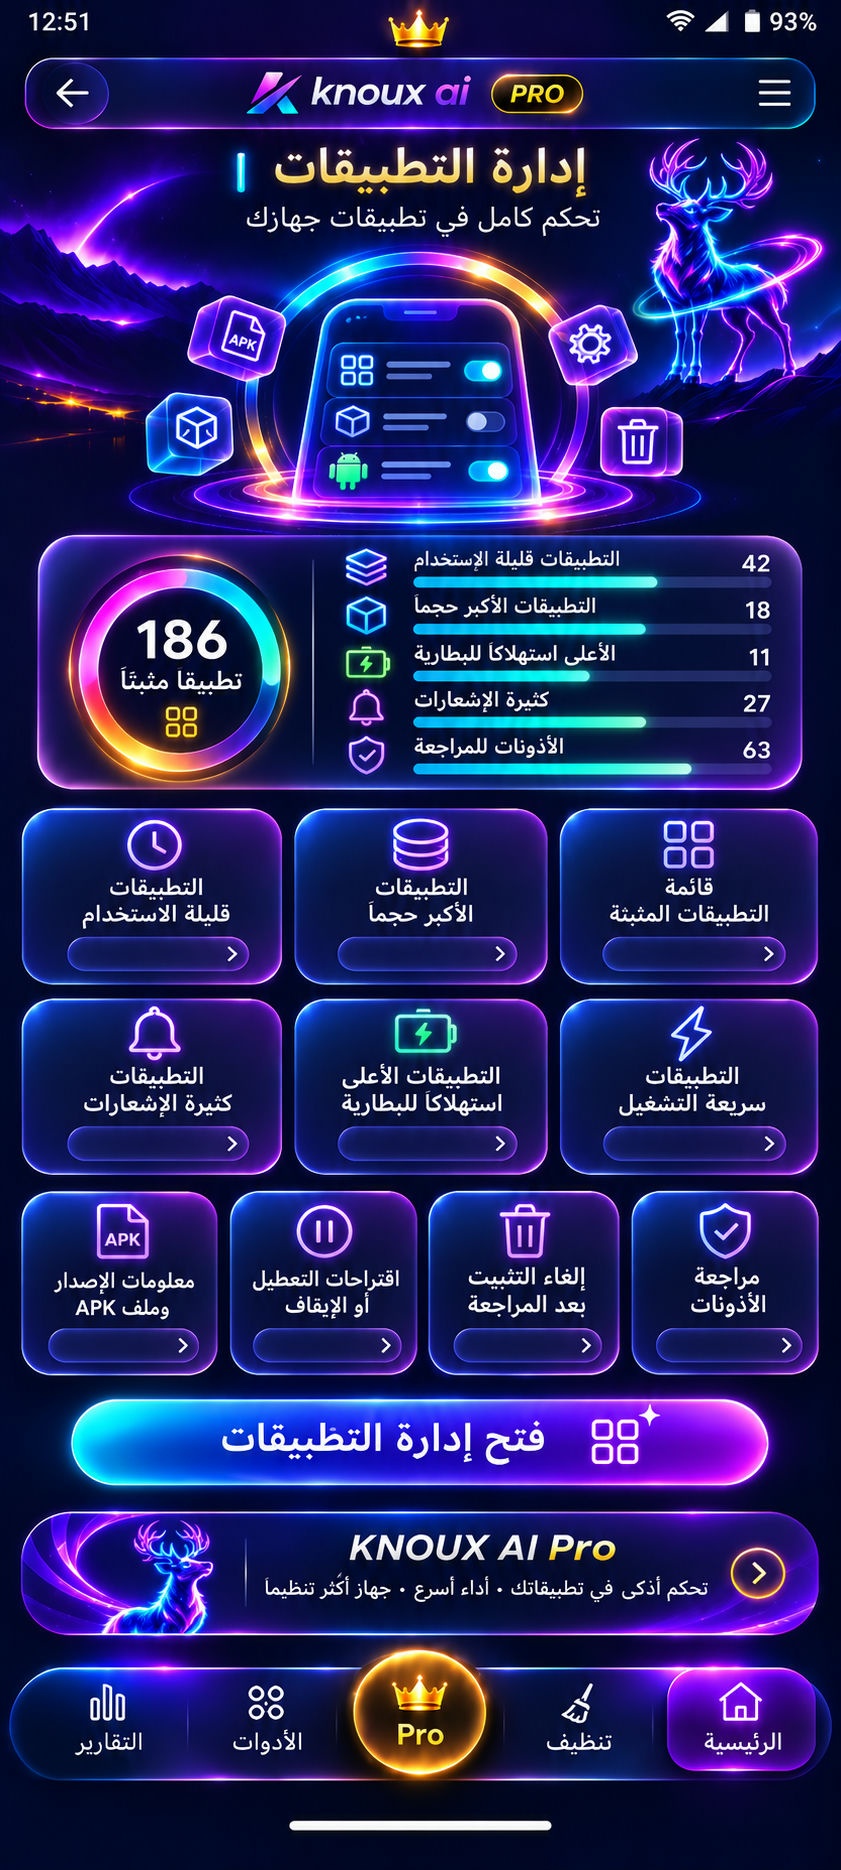 12:51
93%
knoux ai PRO
إدارة التطبيقات
تحكم كامل في تطبيقات جهازك
APK
186
تطبيقا مثبتاً
التطبيقات قليلة الإستخدام 42
التطبيقات الأكبر حجماً 18
الأعلى استهلاكاً للبطارية 11
كثيرة الإشعارات 27
الأذونات للمراجعة 63
قائمة
التطبيقات المثبتة
التطبيقات
الأكبر حجماً
التطبيقات
قليلة الاستخدام
التطبيقات
سريعة التشغيل
التطبيقات الأعلى
استهلاكاً للبطارية
التطبيقات
كثيرة الإشعارات
مراجعة
الأذونات
إلغاء التثبيت
بعد المراجعة
اقتراحات التعطيل
أو الإيقاف
APK
معلومات الإصدار
وملف APK
فتح إدارة التطبيقات
KNOUX AI Pro
تحكم أذكى في تطبيقاتك • أداء أسرع • جهاز أكثر تنظيماً
الرئيسية
تنظيف
Pro
الأدوات
التقارير